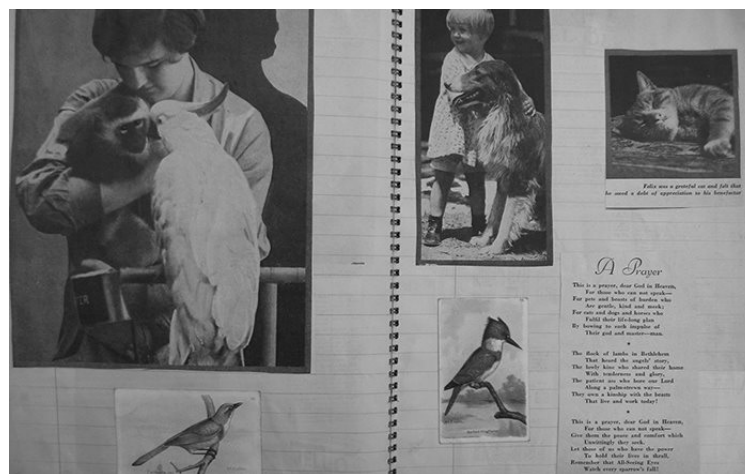 Felix was a grateful cat and felt that
he owed a debt of appreciation to his benefactor
A Prayer
This is a prayer, dear God in Heaven,
For those who can not speak—
For pets and beasts of burden who
Are gentle, kind and meek;
For cats and dogs and horses who
Fulfil their life-long plan
By bowing to each impulse of
Their god and master—man.
The flock of lambs in Bethlehem
That heard the angels' story,
The lowly kine who shared their home
With tenderness and glory,
The patient ass who bore our Lord
Along a palm-strewn way—
They own a kinship with the beasts
That live and work today!
This is a prayer, dear God in Heaven,
For those who can not speak—
Give them the peace and comfort which
Unwittingly they seek.
Let those of us who have the power
To hold their lives in thrall,
Remember that All-Seeing Eyes
Watch every sparrow's fall!